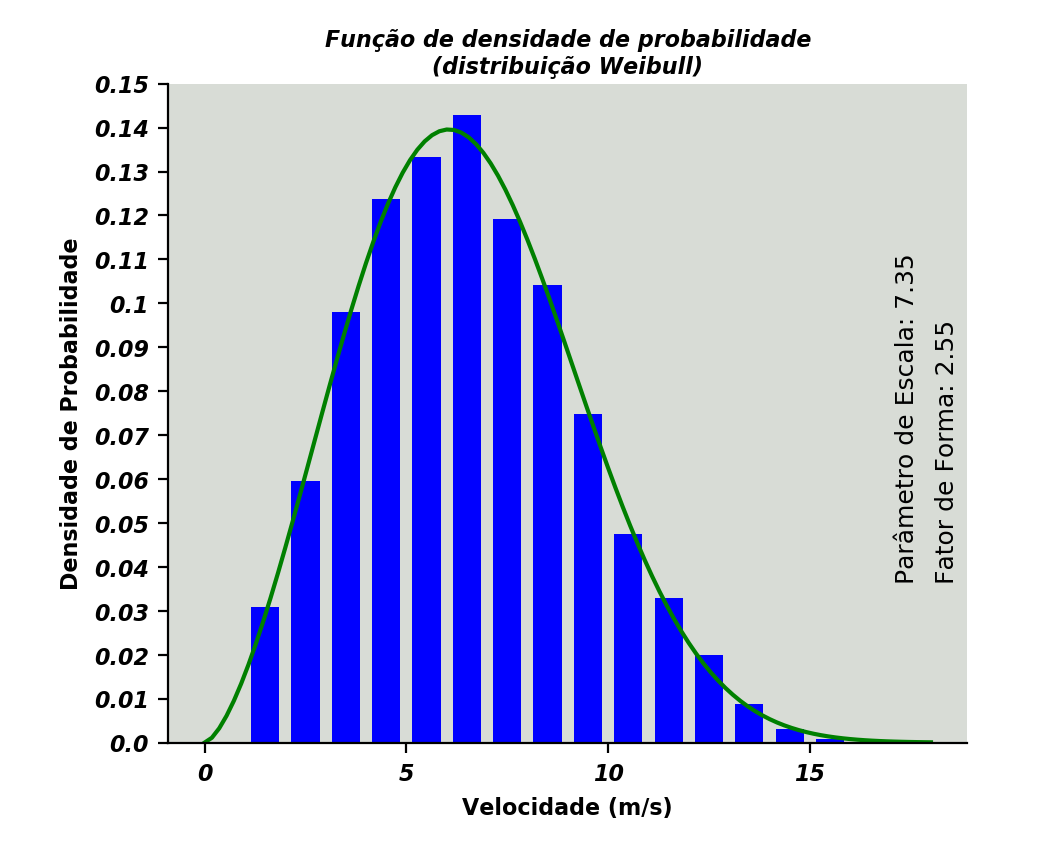 Função de densidade de probabilidade
(distribuição Weibull)
0.15
0.14
0.13
0.12
0.11
0.1
0.09
0.08
0.07
0.06
0.05
0.04
0.03
0.02
0.01
0.0
Densidade de Probabilidade
Parâmetro de Escala: 7.35
Fator de Forma: 2.55
0 5 10 15
Velocidade (m/s)